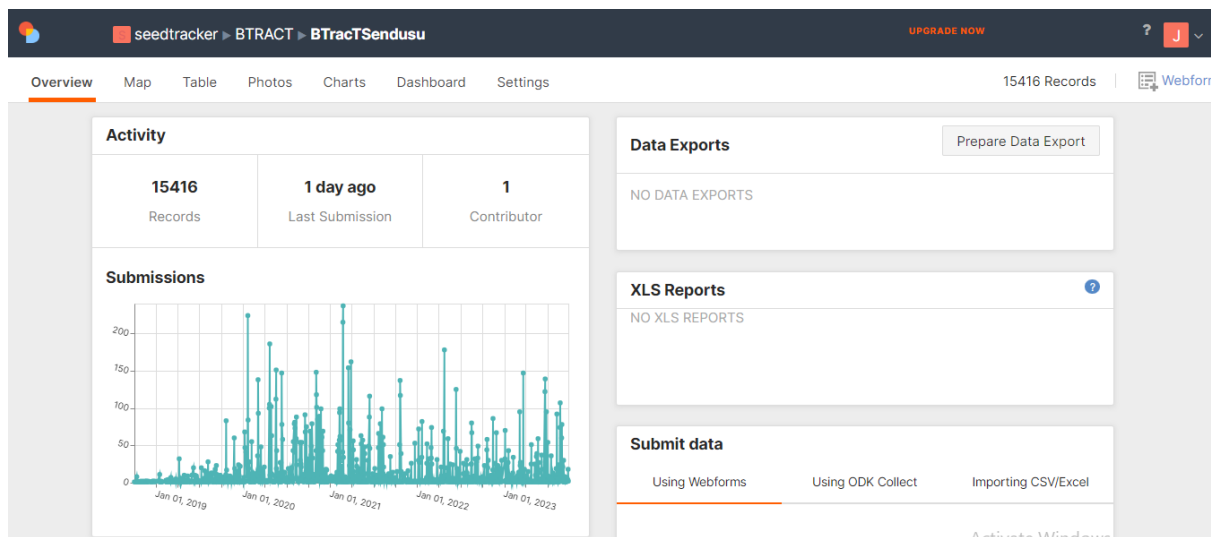 S seedtracker ▸ BTRACT ▸ BTracTSendusu
UPGRADE NOW
?
J
Overview Map Table Photos Charts Dashboard Settings
15416 Records
Activity
15416
Records
1 day ago
Last Submission
1
Contributor
Submissions
200
150
100
50
0
Jan 01, 2019
Jan 01, 2020
Jan 01, 2021
Jan 01, 2022
Jan 01, 2023
Data Exports
Prepare Data Export
NO DATA EXPORTS
XLS Reports
?
NO XLS REPORTS
Submit data
Using Webforms Using ODK Collect Importing CSV/Excel